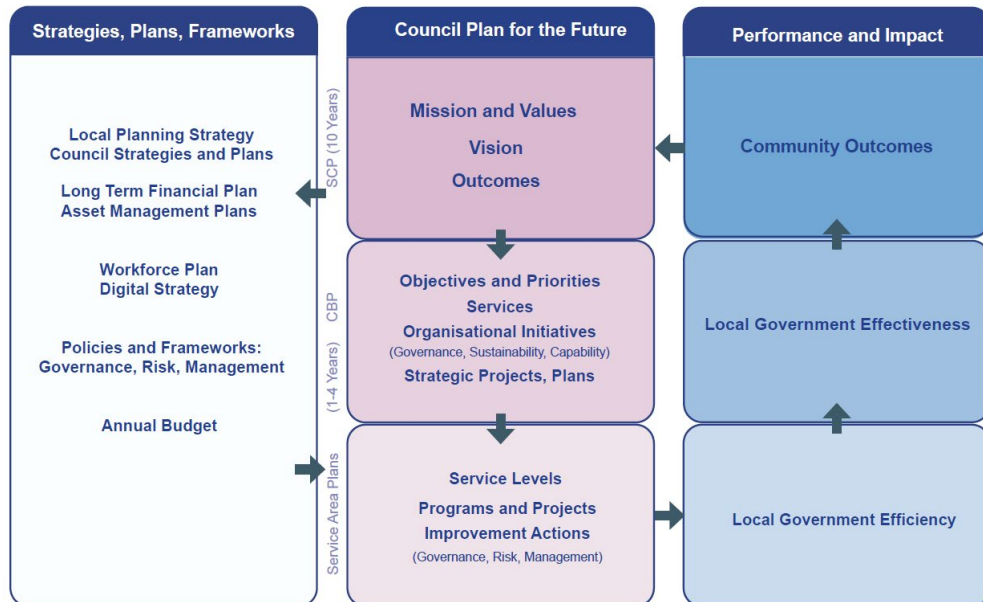 Strategies, Plans, Frameworks
Local Planning Strategy
Council Strategies and Plans
Long Term Financial Plan
Asset Management Plans
Workforce Plan
Digital Strategy
Policies and Frameworks:
Governance, Risk, Management
Annual Budget
SCP (10 Years)
CBP
(1-4 Years)
Service Area Plans
Council Plan for the Future
Mission and Values
Vision
Outcomes
Objectives and Priorities
Services
Organisational Initiatives
(Governance, Sustainability, Capability)
Strategic Projects, Plans
Service Levels
Programs and Projects
Improvement Actions
(Governance, Risk, Management)
Performance and Impact
Community Outcomes
Local Government Effectiveness
Local Government Efficiency